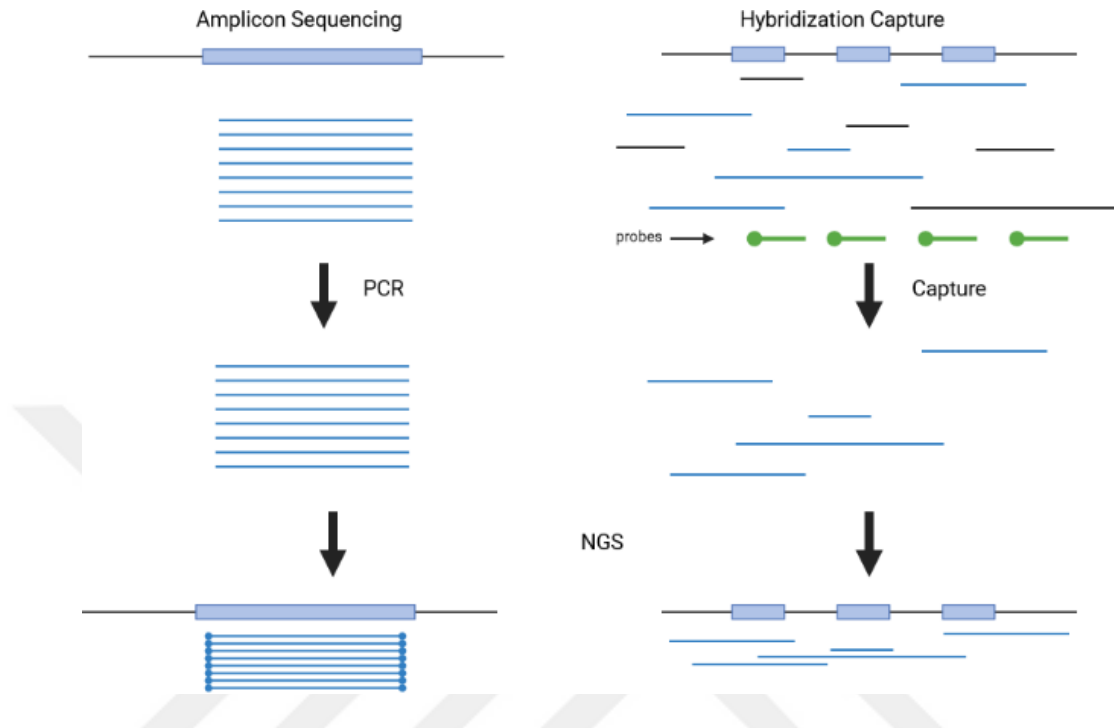 Amplicon Sequencing
Hybridization Capture
probes
PCR
Capture
NGS